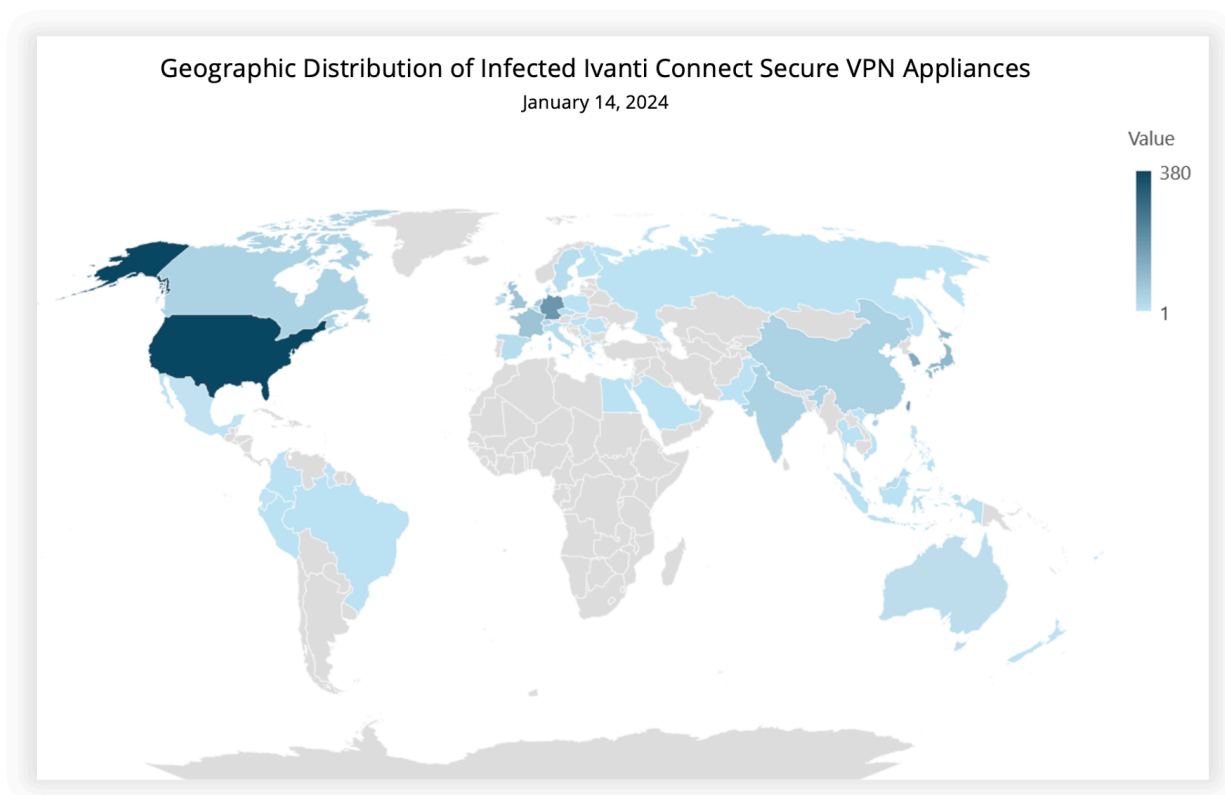 Geographic Distribution of Infected Ivanti Connect Secure VPN Appliances
January 14, 2024
Value
380
1